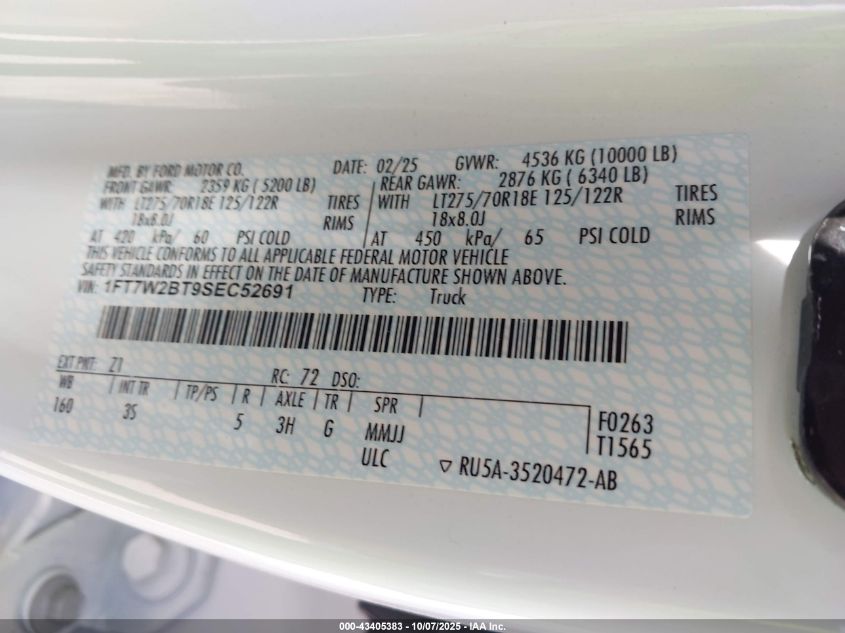 MFD. BY FORD MOTOR CO. DATE: 02/25 GVWR: 4536 KG (10000 LB)
FRONT GAWR: 2359 KG ( 5200 LB) REAR GAWR: 2876 KG ( 6340 LB)
WITH LT275/70R18E 125/122R TIRES WITH LT275/70R18E 125/122R TIRES
18x8.0J RIMS 18x8.0J RIMS
AT 420 kPa/ 60 PSI COLD AT 450 kPa/ 65 PSI COLD
THIS VEHICLE CONFORMS TO ALL APPLICABLE FEDERAL MOTOR VEHICLE
SAFETY STANDARDS IN EFFECT ON THE DATE OF MANUFACTURE SHOWN ABOVE.
VIN: 1FT7W2BT9SEC52691 TYPE: Truck
EXT PNT: Z1 RC: 72 DSO:
WB INT TR TP/PS R AXLE TR SPR
160 3S 5 3H G MMJJ F0263
ULC T1565
RU5A-3520472-AB
000-43405383 - 10/07/2025 - IAA Inc.